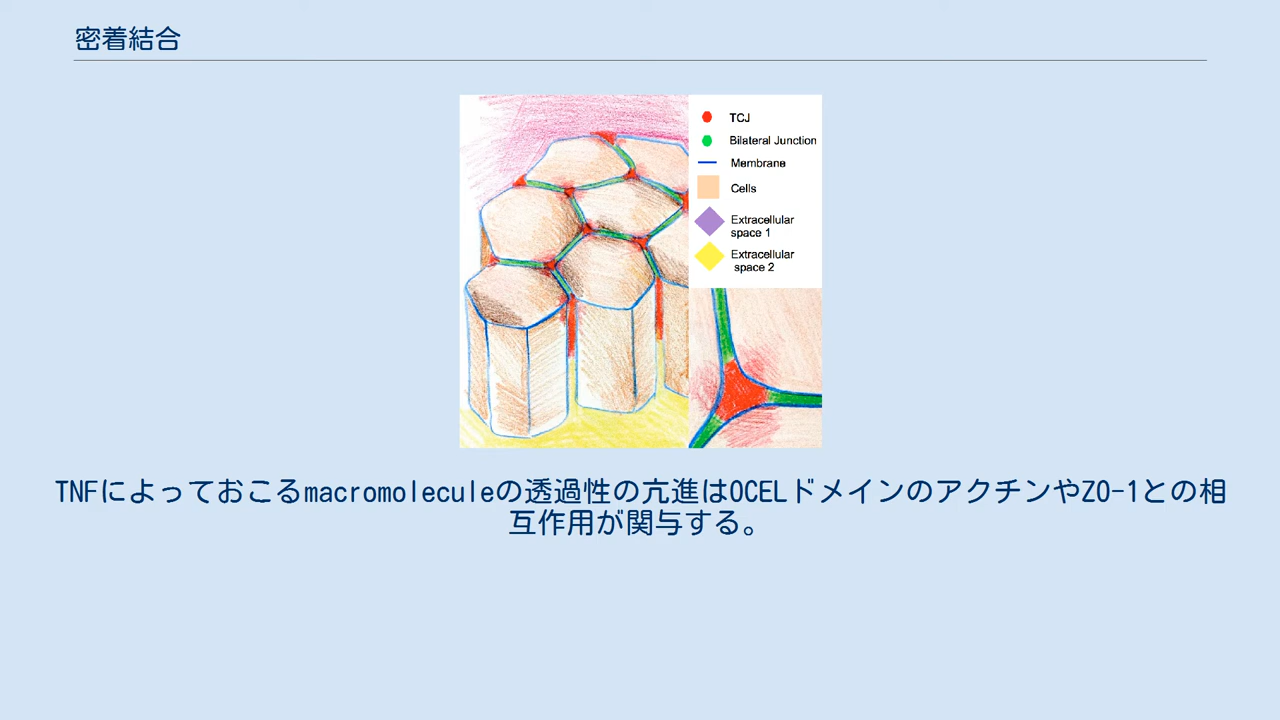 密着結合
TCJ
Bilateral Junction
Membrane
Cells
Extracellular
space 1
Extracellular
space 2
TNFによっておこるmacromoleculeの透過性の亢進はOCELドメインのアクチンやZO-1との相
互作用が関与する。